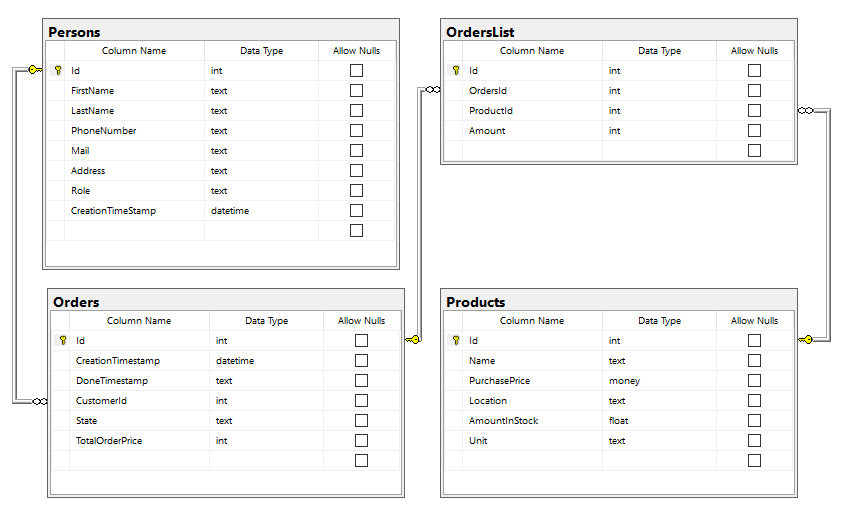 Persons
Column Name Data Type Allow Nulls
Id int
FirstName text
LastName text
PhoneNumber text
Mail text
Address text
Role text
CreationTimeStamp datetime
OrdersList
Column Name Data Type Allow Nulls
Id int
OrdersId int
ProductId int
Amount int
Orders
Column Name Data Type Allow Nulls
Id int
CreationTimestamp datetime
DoneTimestamp text
CustomerId int
State text
TotalOrderPrice int
Products
Column Name Data Type Allow Nulls
Id int
Name text
PurchasePrice money
Location text
AmountInStock float
Unit text